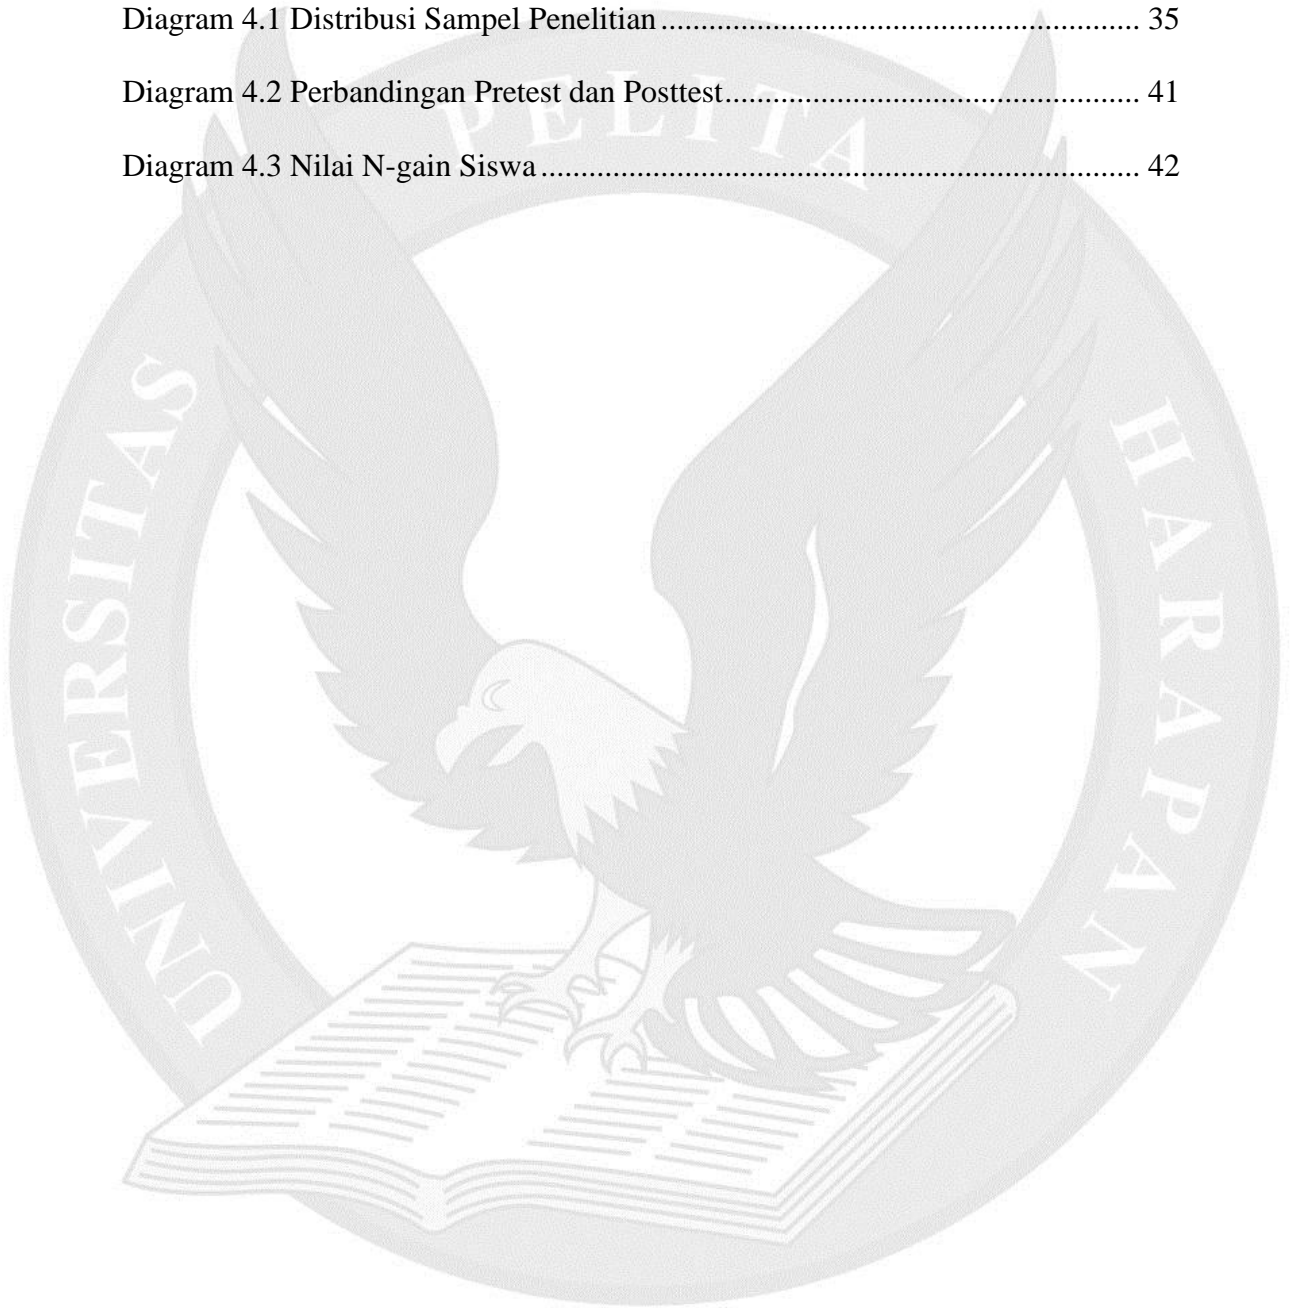 Diagram 4.1 Distribusi Sampel Penelitian ............................................................ 35
Diagram 4.2 Perbandingan Pretest dan Posttest.................................................... 41
Diagram 4.3 Nilai N-gain Siswa ........................................................................... 42
UNIVERSITAS PELITA HARAPAN